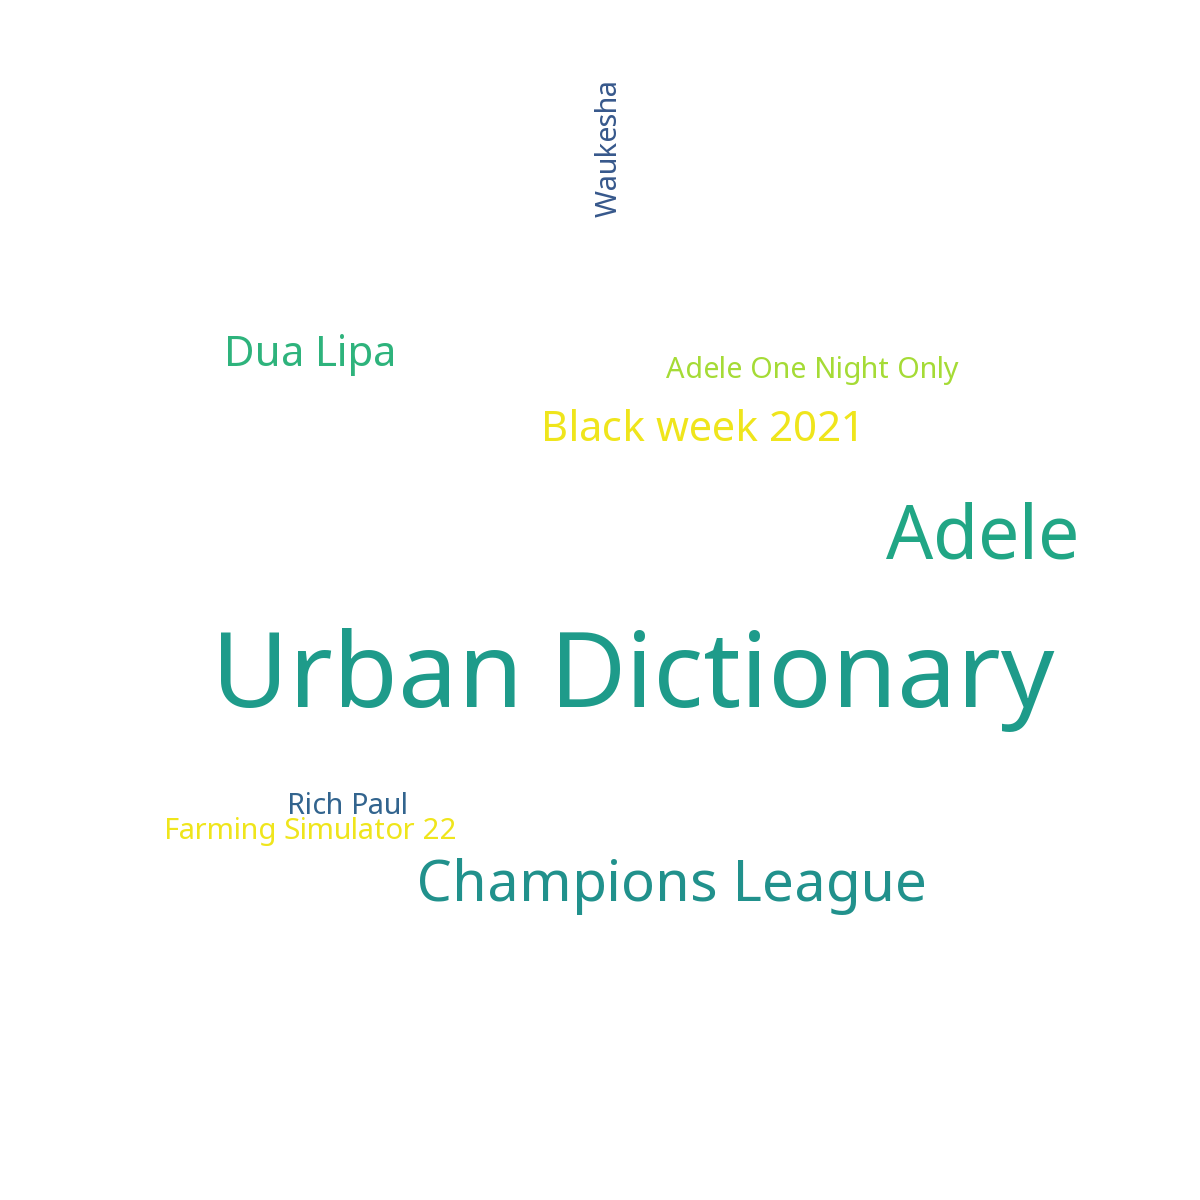 Waukesha
Dua Lipa
Adele One Night Only
Black week 2021
Adele
Urban Dictionary
Rich Paul
Farming Simulator 22
Champions League